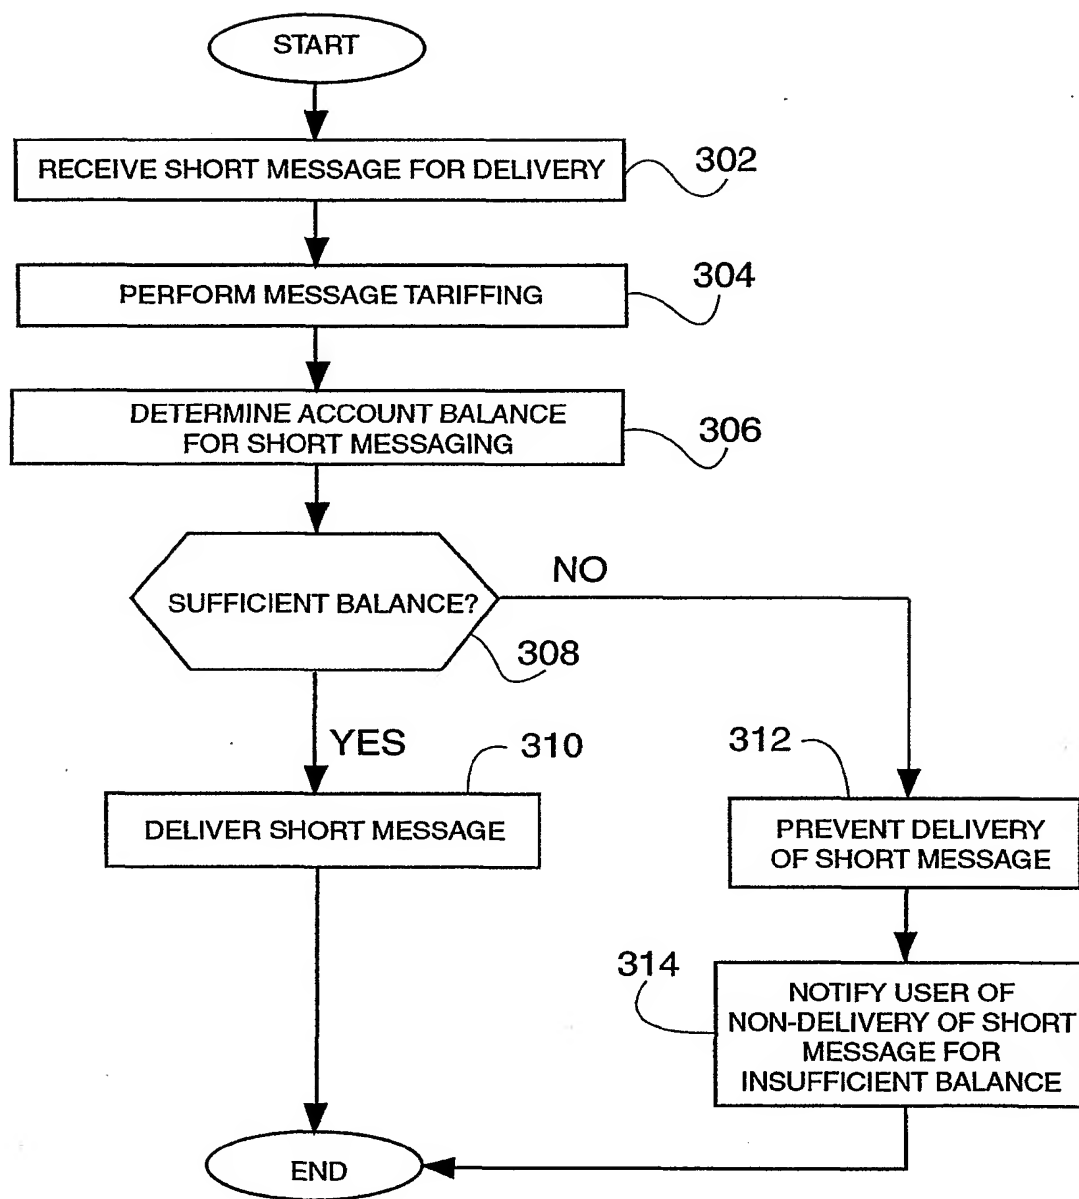 START
RECEIVE SHORT MESSAGE FOR DELIVERY
302
PERFORM MESSAGE TARIFFING
304
DETERMINE ACCOUNT BALANCE
FOR SHORT MESSAGING
306
SUFFICIENT BALANCE?
NO
308
YES
310
DELIVER SHORT MESSAGE
312
PREVENT DELIVERY
OF SHORT MESSAGE
314
NOTIFY USER OF
NON-DELIVERY OF SHORT
MESSAGE FOR
INSUFFICIENT BALANCE
END